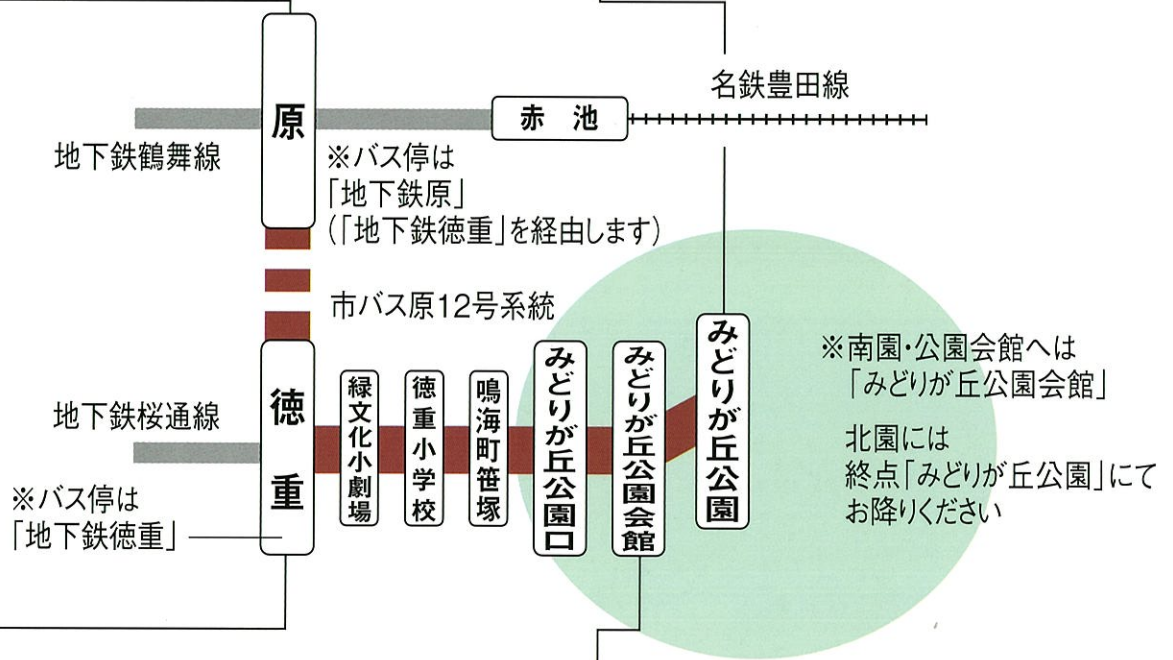 原
赤池
名鉄豊田線
地下鉄鶴舞線
※バス停は
「地下鉄原」
(「地下鉄徳重」を経由します)
市バス原12号系統
徳重
地下鉄桜通線
※バス停は
「地下鉄徳重」
緑文化小劇場
徳重小学校
鳴海町笹塚
みどりが丘公園口
みどりが丘公園会館
みどりが丘公園
※南園・公園会館へは
「みどりが丘公園会館」
北園には
終点「みどりが丘公園」にて
お降りください